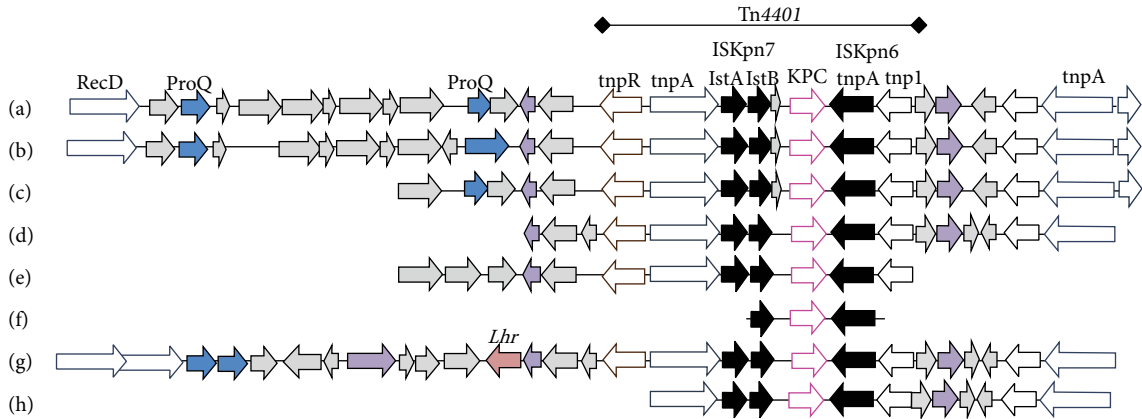 Tn4401
ISKpn7 ISKpn6
RecD ProQ ProQ tnpR tnpA IstA IstB KPC tnpA tnp1 tnpA
(a)
(b)
(c)
(d)
(e)
(f)
Lhr
(g)
(h)